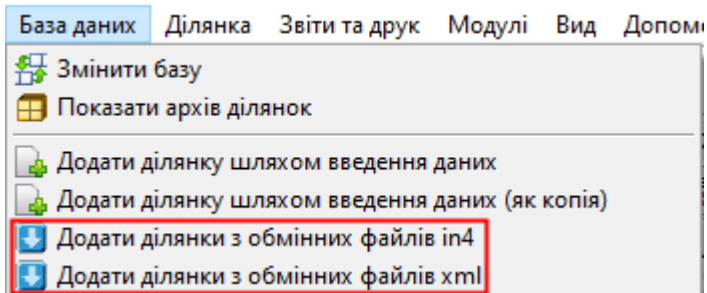 База даних Ділянка Звіти та друк Модулі Вид
Змінити базу
Показати архів ділянок
Додати ділянку шляхом введення даних
Додати ділянку шляхом введення даних (як копія)
Додати ділянки з обмінних файлів in4
Додати ділянки з обмінних файлів xml